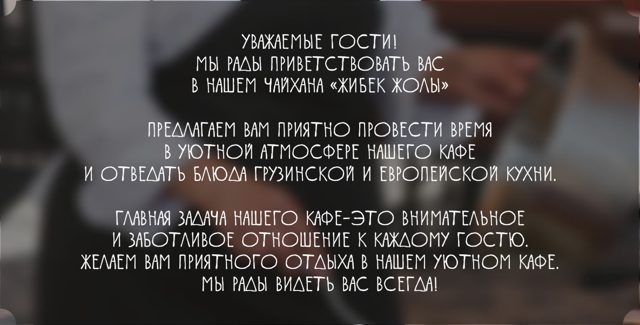 УВАЖАЕМЫЕ ГОСТИ!
МЫ РАДЫ ПРИВЕТСТВОВАТЬ ВАС
В НАШЕМ ЧАЙХАНА «ЖИБЕК ЖОЛЫ»
ПРЕДЛАГАЕМ ВАМ ПРИЯТНО ПРОВЕСТИ ВРЕМЯ
В УЮТНОЙ АТМОСФЕРЕ НАШЕГО КАФЕ
И ОТВЕДАТЬ БЛЮДА ГРУЗИНСКОЙ И ЕВРОПЕЙСКОЙ КУХНИ.
ГЛАВНАЯ ЗАДАЧА НАШЕГО КАФЕ-ЭТО ВНИМАТЕЛЬНОЕ
И ЗАБОТЛИВОЕ ОТНОШЕНИЕ К КАЖДОМУ ГОСТЮ.
ЖЕЛАЕМ ВАМ ПРИЯТНОГО ОТДЫХА В НАШЕМ УЮТНОМ КАФЕ.
МЫ РАДЫ ВИДЕТЬ ВАС ВСЕГДА!